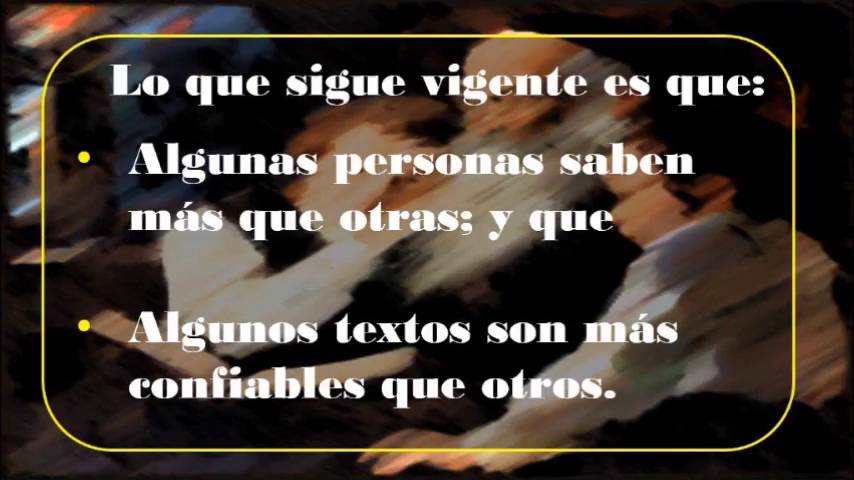 Lo que sigue vigente es que:
• Algunas personas saben
más que otras; y que
• Algunos textos son más
confiables que otros.